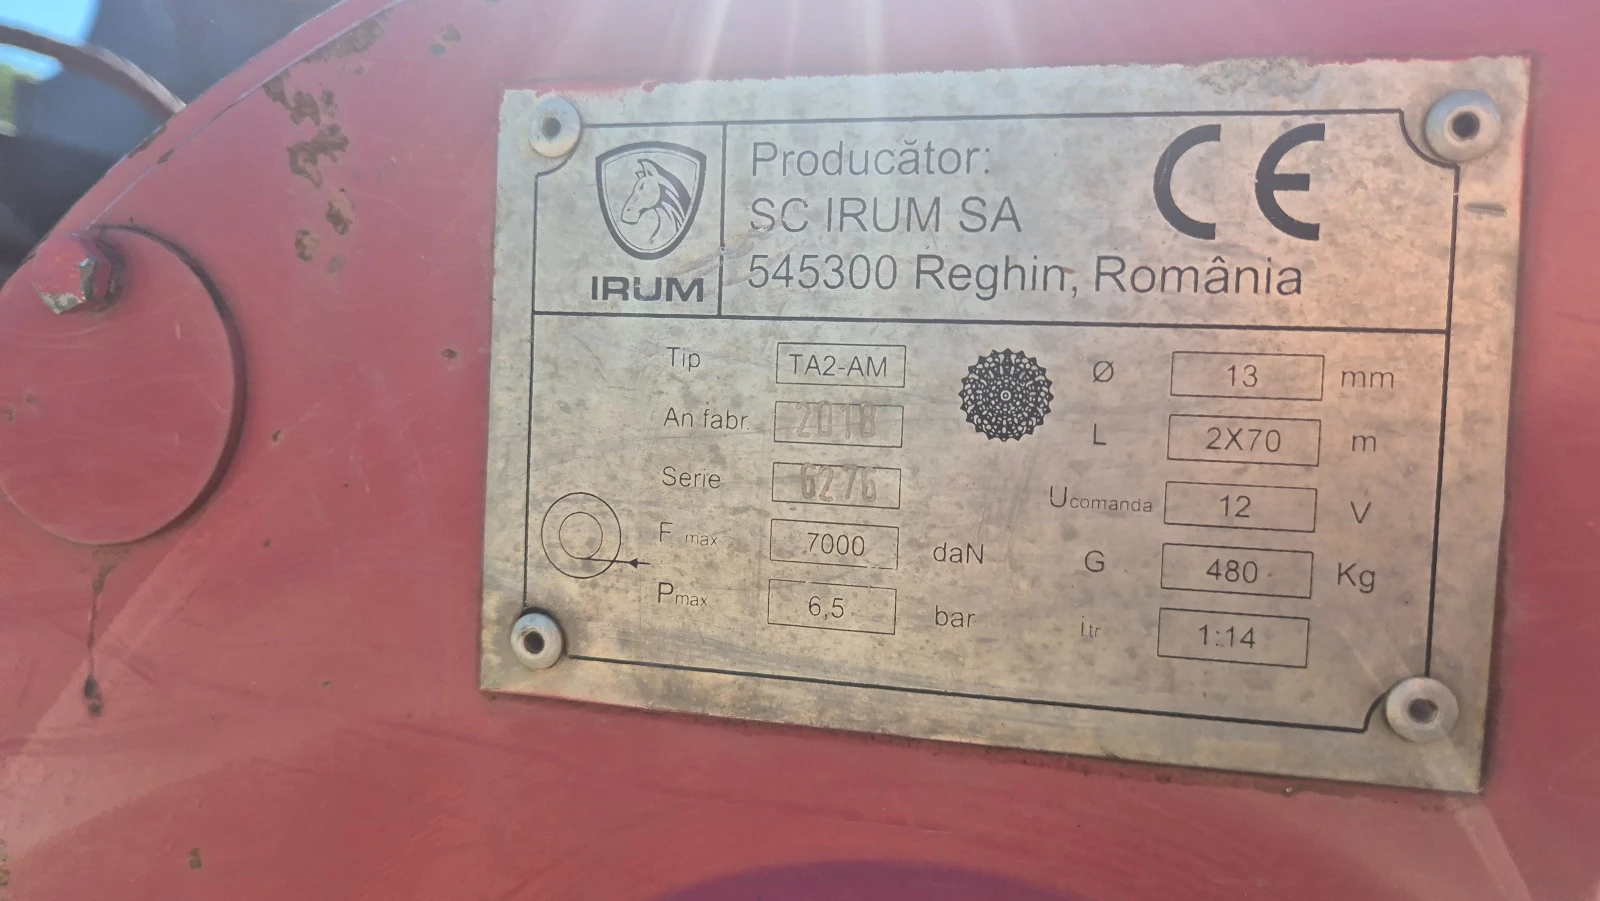 IRUM
Producător:
SC IRUM SA
545300 Reghin, România
CE
Tip TA2-AM
An fabr. 2018
Serie 6276
F max 7000 daN
Pmax 6,5 bar
Ø 13 mm
L 2X70 m
Ucomanda 12 V
G 480 Kg
itr 1:14